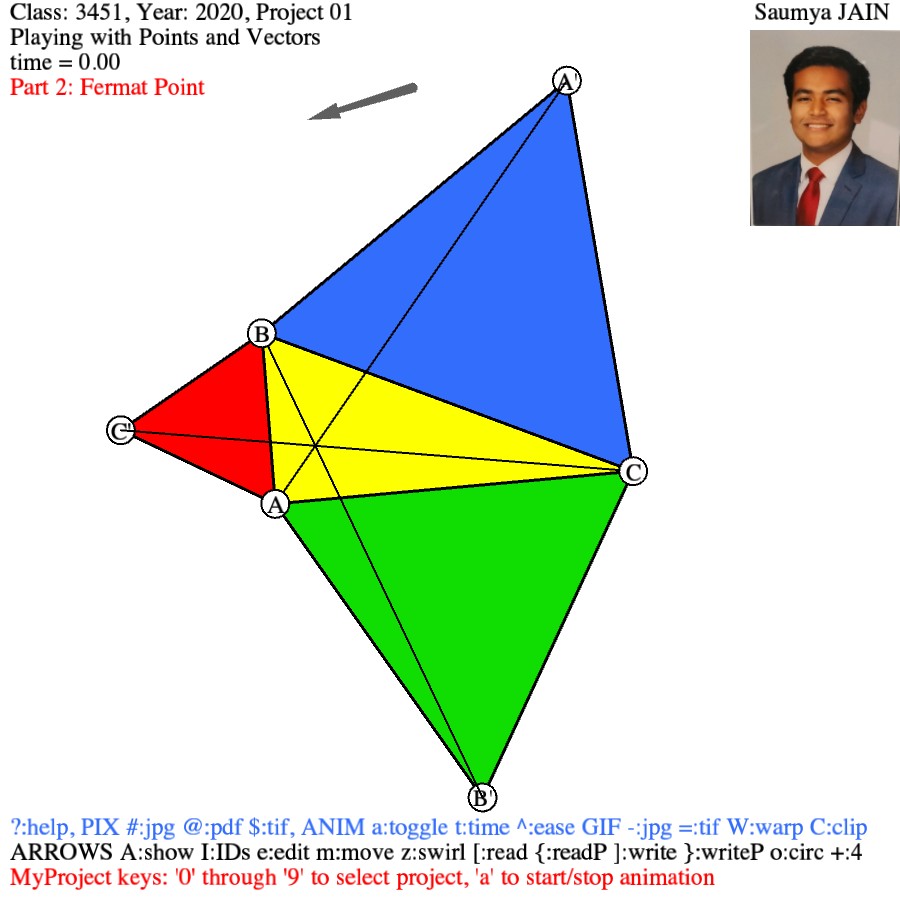 Class: 3451, Year: 2020, Project 01
Saumya JAIN
Playing with Points and Vectors
time = 0.00
Part 2: Fermat Point
A'
B
C'
C
A
B'
?:help, PIX #:jpg @:pdf $:tif, ANIM a:toggle t:time ^:ease GIF -:jpg =:tif W:warp C:clip
ARROWS A:show I:IDs e:edit m:move z:swirl [:read {:readP ]:write }:writeP o:circ +:4
MyProject keys: '0' through '9' to select project, 'a' to start/stop animation